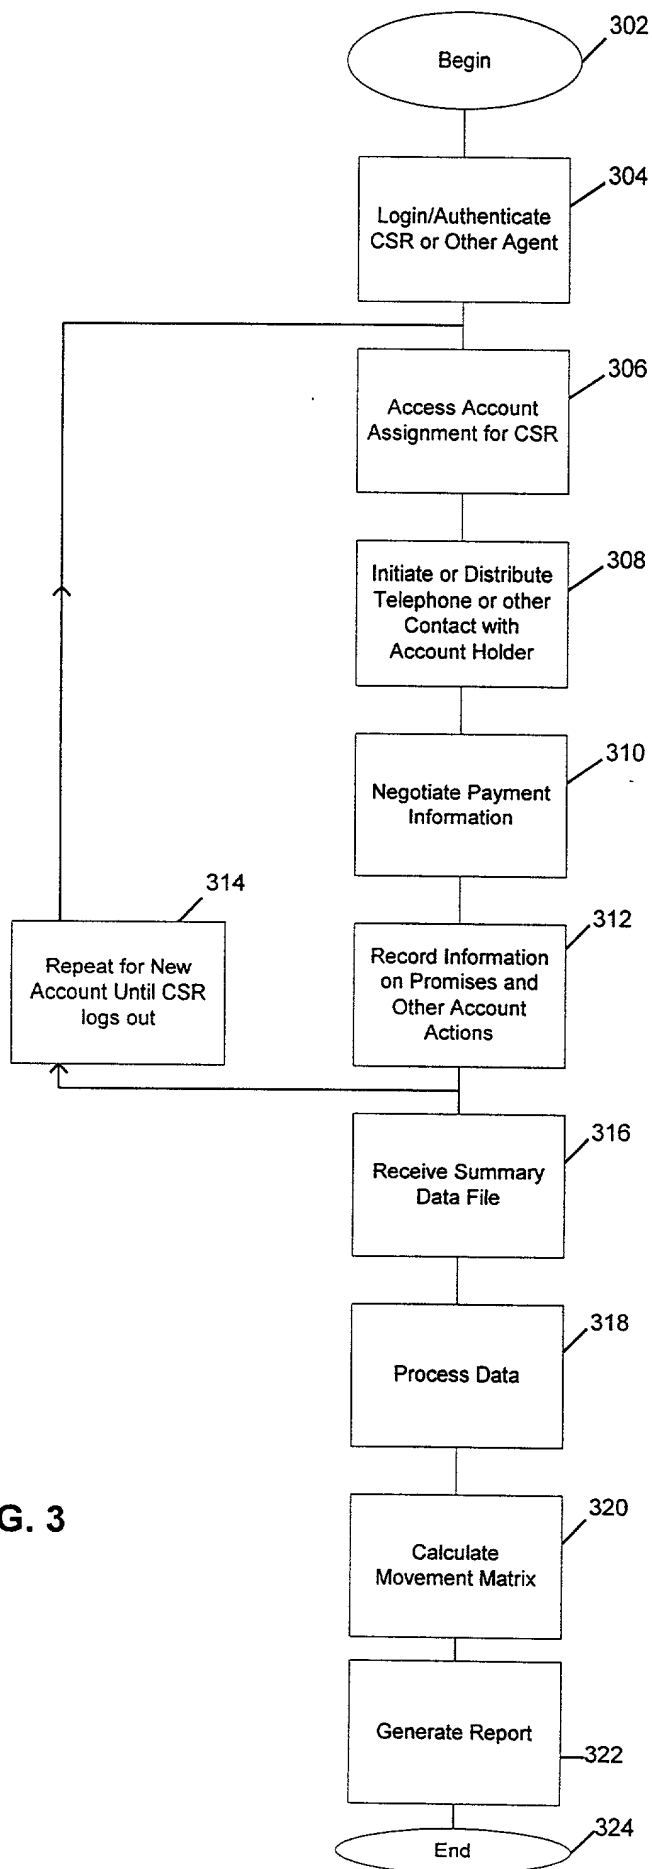 302
Begin
304
Login/Authenticate
CSR or Other Agent
306
Access Account
Assignment for CSR
308
Initiate or Distribute
Telephone or other
Contact with
Account Holder
310
Negotiate Payment
Information
314
312
Repeat for New
Account Until CSR
logs out
Record Information
on Promises and
Other Account
Actions
316
Receive Summary
Data File
318
Process Data
G. 3
320
Calculate
Movement Matrix
Generate Report
322
324
End